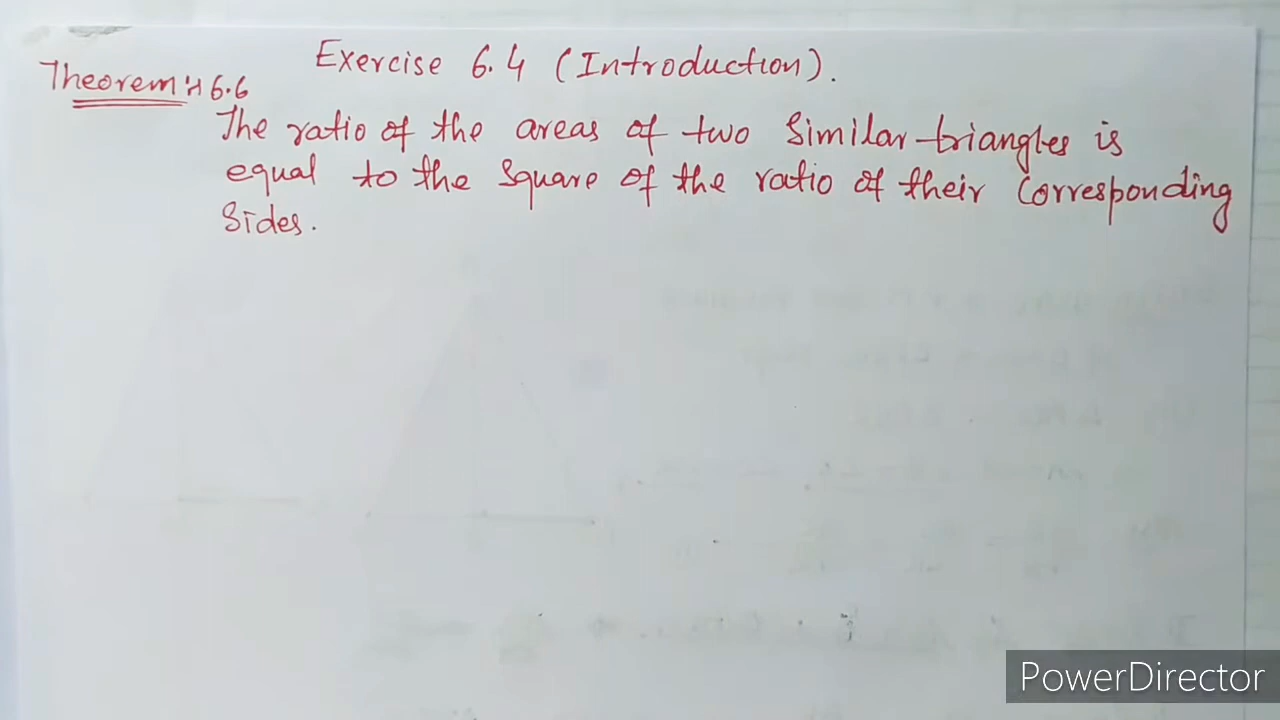 Exercise 6.4 (Introduction).
Theorem:- 6.6
The ratio of the areas of two similar triangles is
equal to the square of the ratio of their corresponding
sides.
PowerDirector